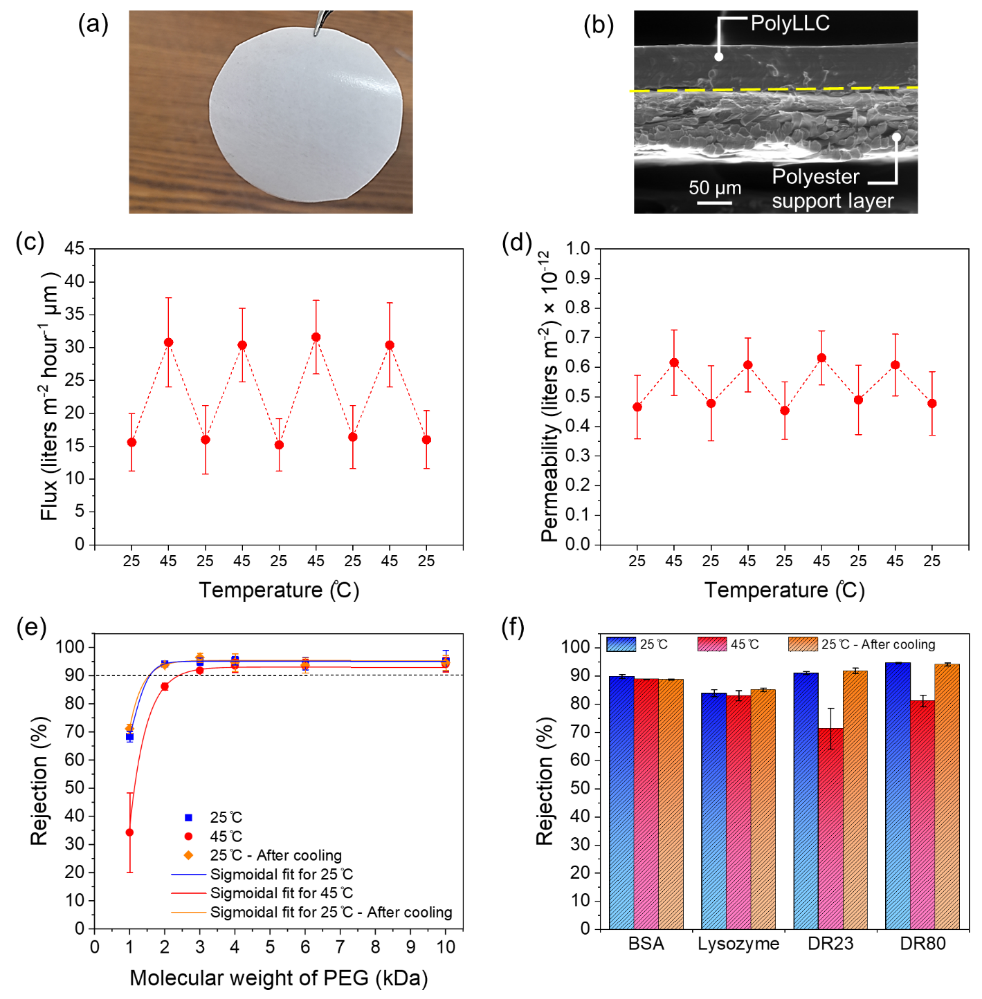 (a)
(b)
PolyLLC
Polyester
support layer
50 μm
(c)
Flux (liters m⁻² hour⁻¹ μm )
45
40
35
30
25
20
15
10
5
0
25 45 25 45 25 45 25 45 25
Temperature (℃)
(d)
Permeability (liters m⁻²) × 10⁻¹²
1.0
0.9
0.8
0.7
0.6
0.5
0.4
0.3
0.2
0.1
0.0
25 45 25 45 25 45 25 45 25
Temperature (℃)
(e)
Rejection (%)
100
90
80
70
60
50
40
30
20
10
0
25℃
45℃
25℃ - After cooling
Sigmoidal fit for 25℃
Sigmoidal fit for 45℃
Sigmoidal fit for 25℃ - After cooling
0 1 2 3 4 5 6 7 8 9 10
Molecular weight of PEG (kDa)
(f)
Rejection (%)
100
90
80
70
60
50
40
30
20
10
0
25℃ 45℃ 25℃ - After cooling
BSA Lysozyme DR23 DR80